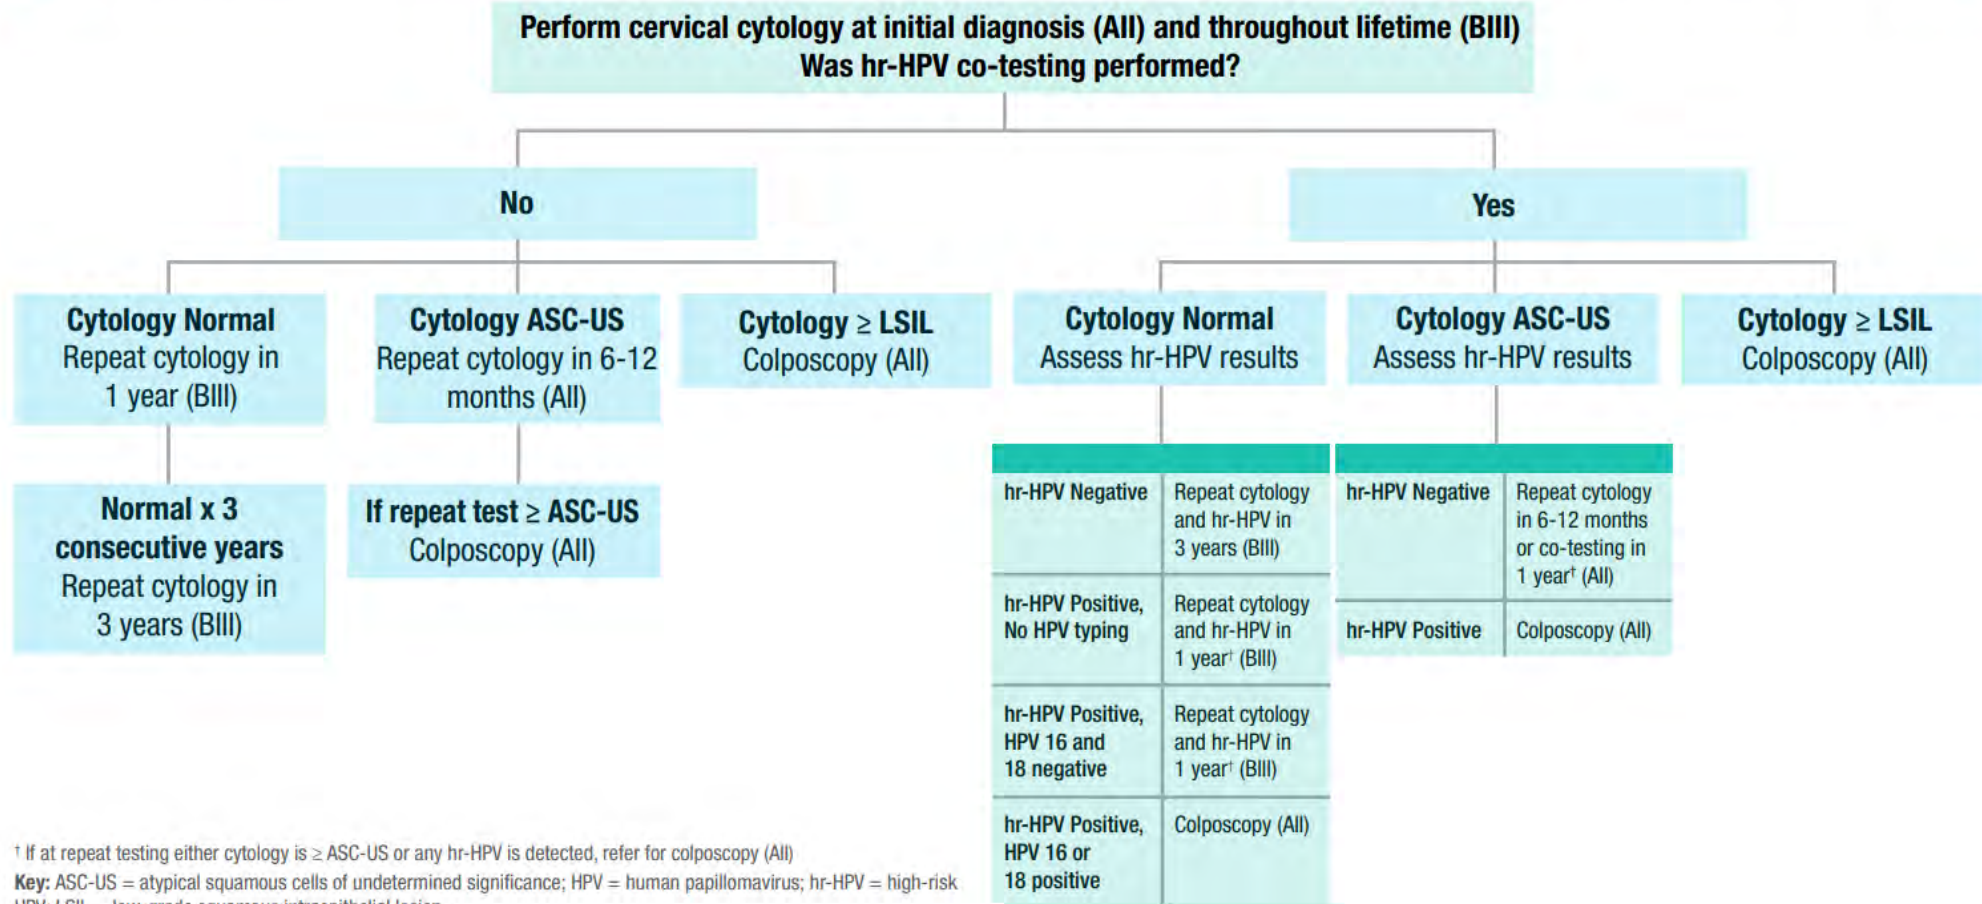 Perform cervical cytology at initial diagnosis (AII) and throughout lifetime (BIII)
Was hr-HPV co-testing performed?
No
Yes
Cytology Normal
Repeat cytology in
1 year (BIII)
Cytology ASC-US
Repeat cytology in 6-12
months (AII)
Cytology ≥ LSIL
Colposcopy (AII)
Cytology Normal
Assess hr-HPV results
Cytology ASC-US
Assess hr-HPV results
Cytology ≥ LSIL
Colposcopy (AII)
Normal x 3
consecutive years
Repeat cytology in
3 years (BIII)
If repeat test ≥ ASC-US
Colposcopy (AII)
hr-HPV Negative
Repeat cytology
and hr-HPV in
3 years (BIII)
hr-HPV Positive,
No HPV typing
Repeat cytology
and hr-HPV in
1 year† (BIII)
hr-HPV Positive,
HPV 16 and
18 negative
Repeat cytology
and hr-HPV in
1 year† (BIII)
hr-HPV Positive,
HPV 16 or
18 positive
Colposcopy (AII)
hr-HPV Negative
Repeat cytology
in 6-12 months
or co-testing in
1 year† (AII)
hr-HPV Positive
Colposcopy (AII)
† If at repeat testing either cytology is ≥ ASC-US or any hr-HPV is detected, refer for colposcopy (AII)
Key: ASC-US = atypical squamous cells of undetermined significance; HPV = human papillomavirus; hr-HPV = high-risk
HPV; LSIL = low-grade squamous intraepithelial lesion